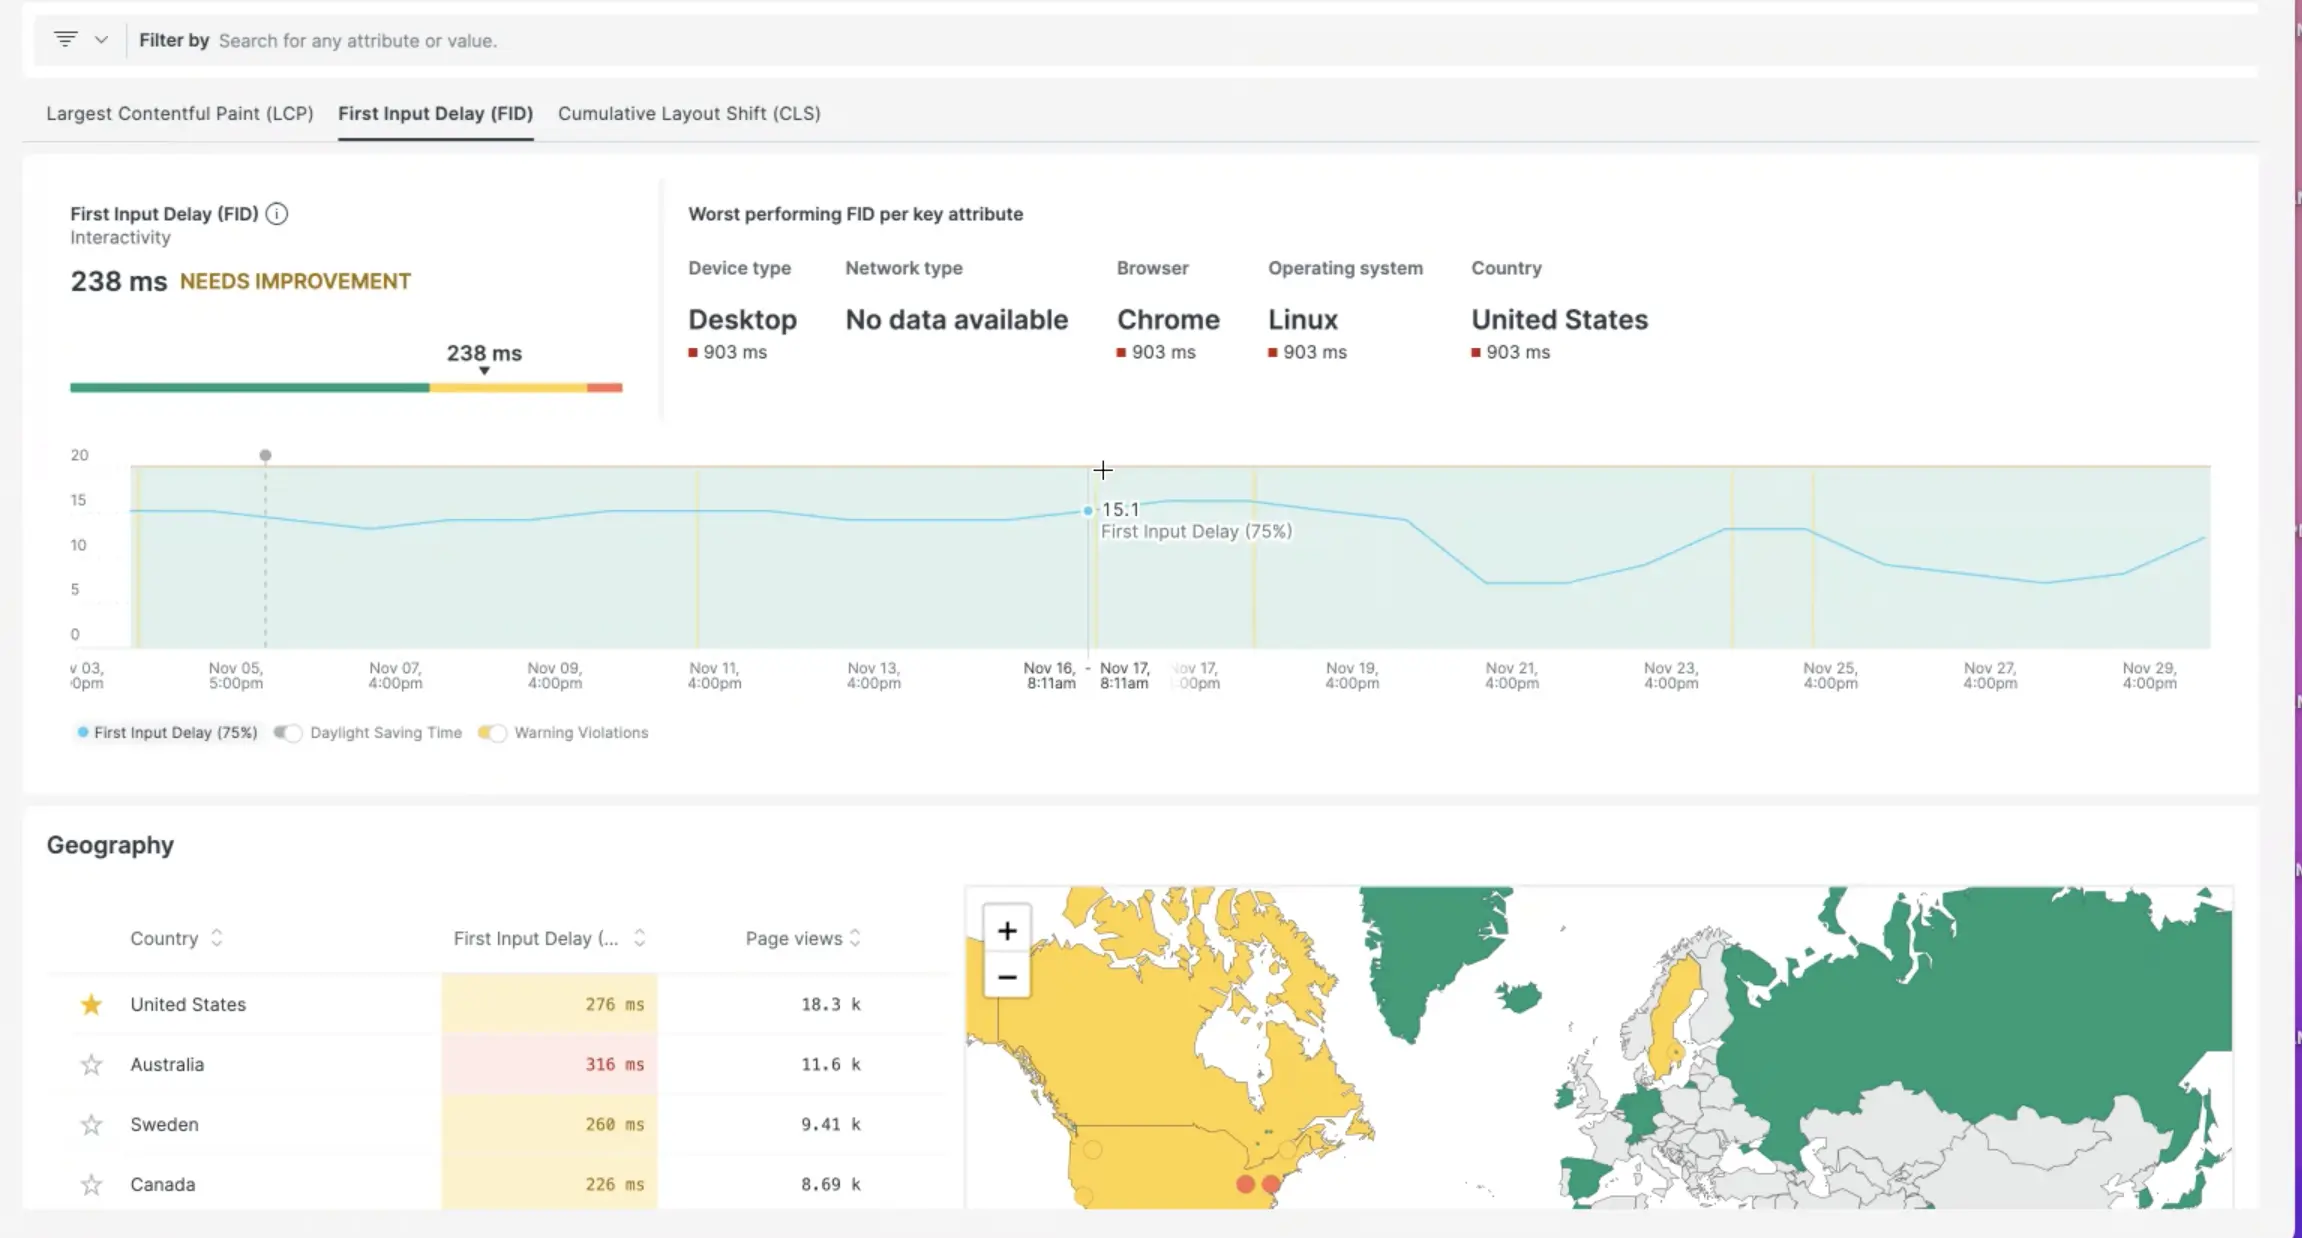 Filter by Search for any attribute or value.
Largest Contentful Paint (LCP) First Input Delay (FID) Cumulative Layout Shift (CLS)
First Input Delay (FID) i
Interactivity
238 ms NEEDS IMPROVEMENT
238 ms
Worst performing FID per key attribute
Device type Network type Browser Operating system Country
Desktop No data available Chrome Linux United States
903 ms 903 ms 903 ms 903 ms
20
15
10
5
0
15.1
First Input Delay (75%)
v 03, Nov 05, Nov 07, Nov 09, Nov 11, Nov 13, Nov 16, - Nov 17, Nov 17, Nov 19, Nov 21, Nov 23, Nov 25, Nov 27, Nov 29,
0pm 5:00pm 4:00pm 4:00pm 4:00pm 4:00pm 8:11am 8:11am :00pm 4:00pm 4:00pm 4:00pm 4:00pm 4:00pm 4:00pm
First Input Delay (75%) Daylight Saving Time Warning Violations
Geography
Country First Input Delay (... Page views
United States 276 ms 18.3 k
Australia 316 ms 11.6 k
Sweden 260 ms 9.41 k
Canada 226 ms 8.69 k
+
−